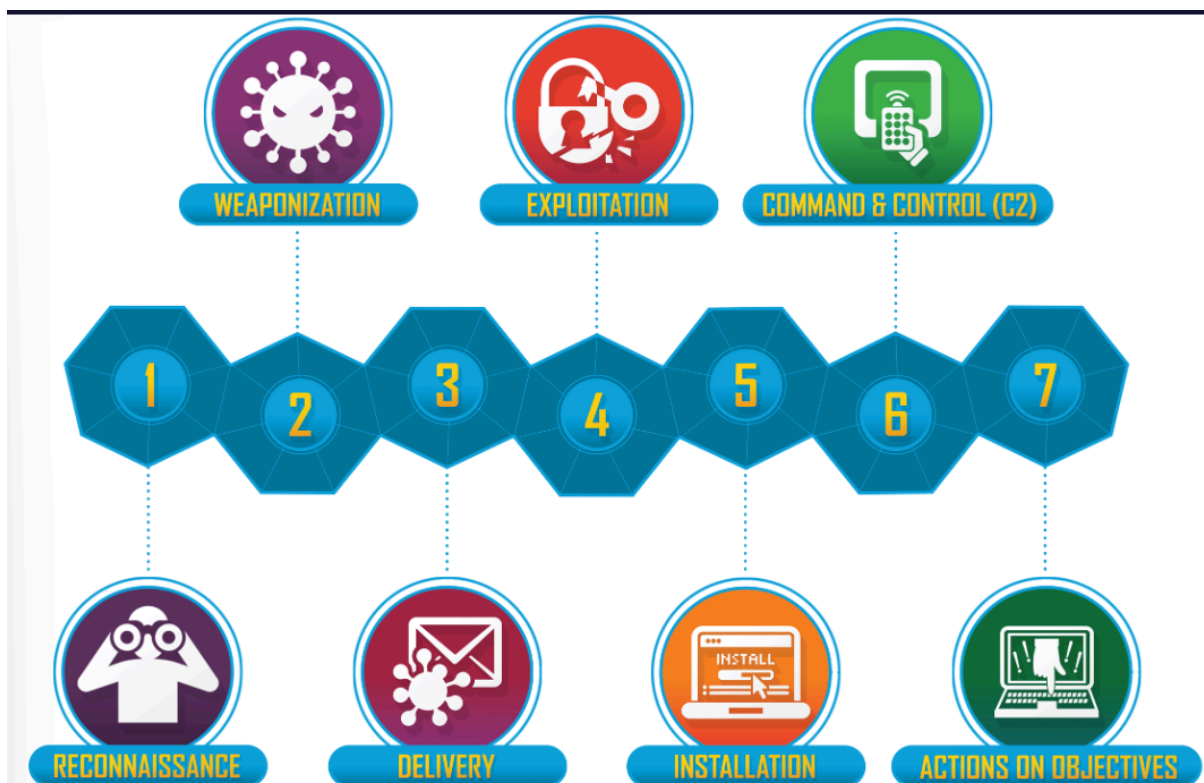 WEAPONIZATION
EXPLOITATION
COMMAND & CONTROL (C2)
1
2
3
4
5
6
7
INSTALL
RECONNAISSANCE
DELIVERY
INSTALLATION
ACTIONS ON OBJECTIVES